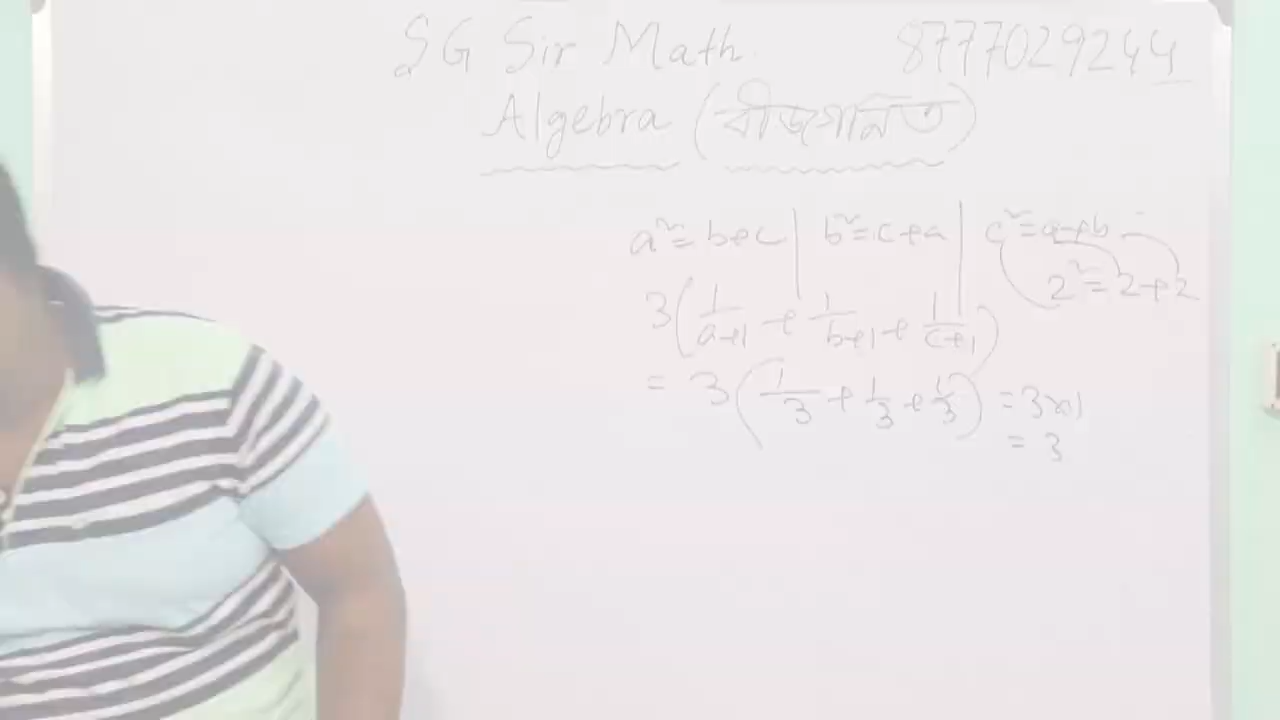 SG Sir Math 8777029244
Algebra (বীজগনিত)
a² = b+c | b² = c+a | c² = a+b
2² = 2+2
3(1/(a+1) + 1/(b+1) + 1/(c+1))
= 3(1/3 + 1/3 + 1/3) = 3×1
= 3